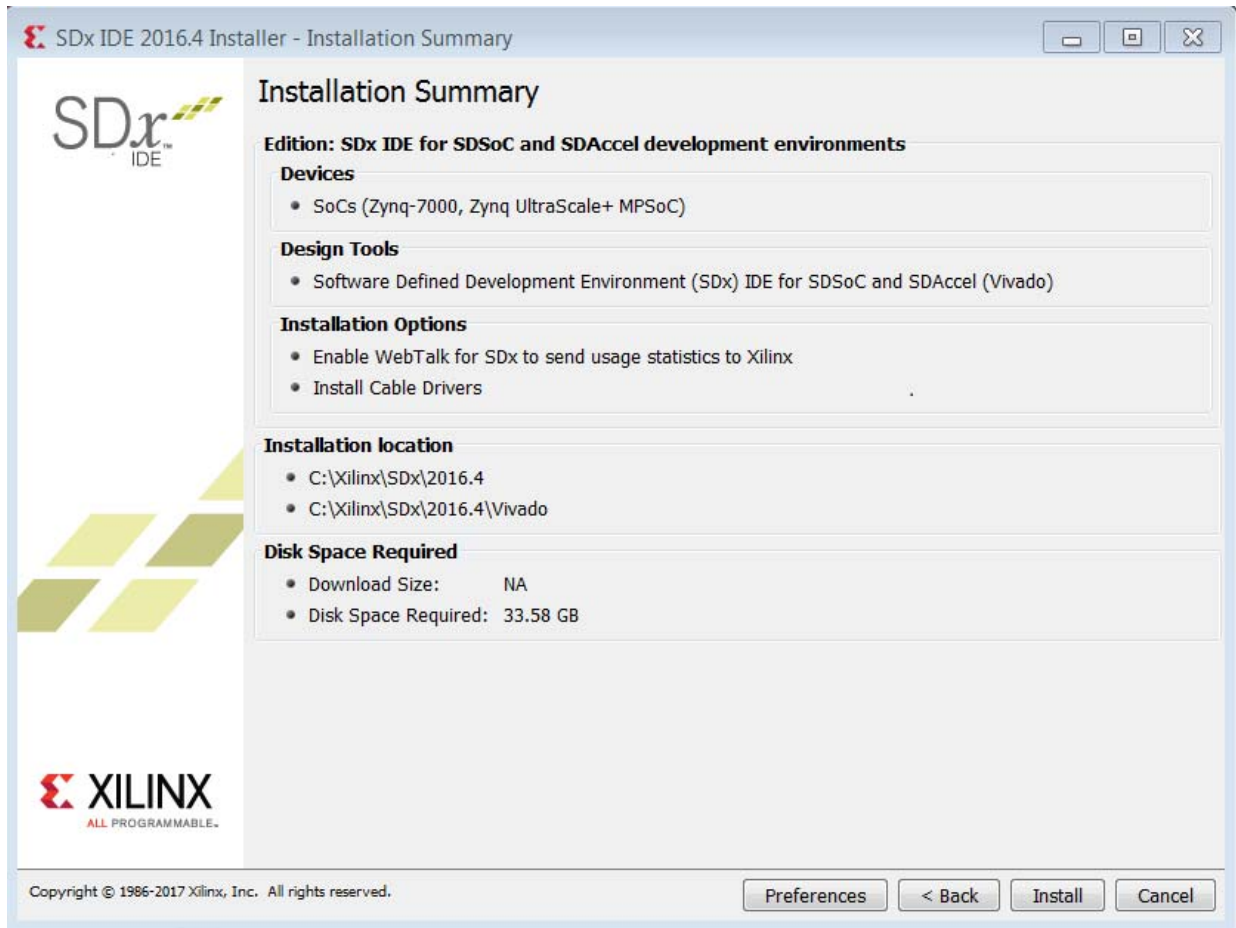 SDx IDE 2016.4 Installer - Installation Summary
SDx™
IDE
Installation Summary
Edition: SDx IDE for SDSoC and SDAccel development environments
Devices
• SoCs (Zynq-7000, Zynq UltraScale+ MPSoC)
Design Tools
• Software Defined Development Environment (SDx) IDE for SDSoC and SDAccel (Vivado)
Installation Options
• Enable WebTalk for SDx to send usage statistics to Xilinx
• Install Cable Drivers
Installation location
• C:\Xilinx\SDx\2016.4
• C:\Xilinx\SDx\2016.4\Vivado
Disk Space Required
• Download Size: NA
• Disk Space Required: 33.58 GB
XILINX
ALL PROGRAMMABLE™
Copyright © 1986-2017 Xilinx, Inc. All rights reserved.
Preferences < Back Install Cancel